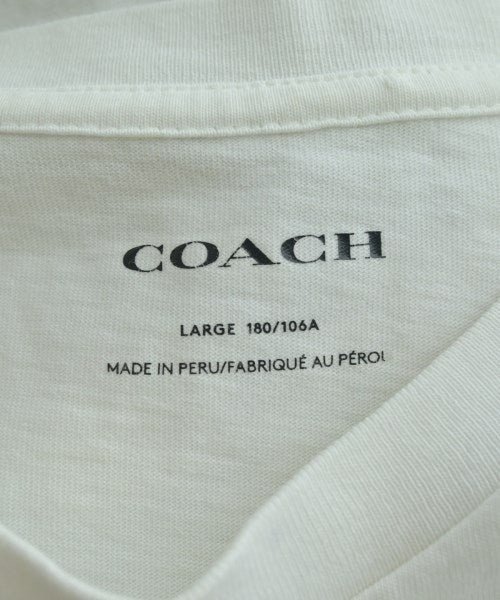 COACH
LARGE 180/106A
MADE IN PERU/FABRIQUÉ AU PÉROU